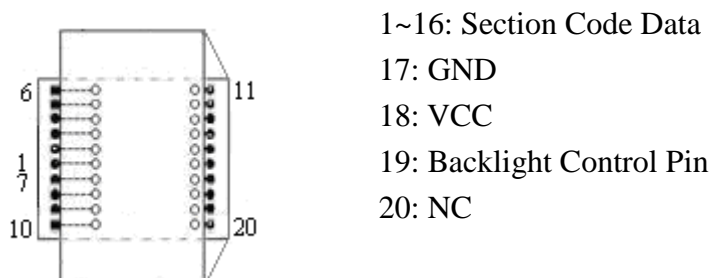 1~16: Section Code Data
17: GND
18: VCC
19: Backlight Control Pin
20: NC
6
11
1
7
10
20